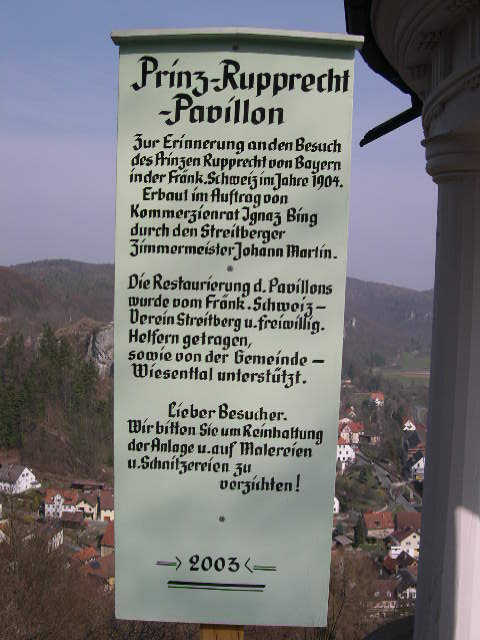 Prinz-Rupprecht
-Pavillon
Zur Erinnerung an den Besuch
des Prinzen Rupprecht von Bayern
in der Fränk. Schweiz im Jahre 1904.
Erbaut im Auftrag von
Kommerzienrat Ignaz Bing
durch den Streitberger
Zimmermeister Johann Martin.
Die Restaurierung d. Pavillons
wurde vom Fränk. Schweiz-
Verein Streitberg u. freiwillig.
Helfern getragen,
sowie von der Gemeinde-
Wiesenttal unterstützt.
Lieber Besucher.
Wir bitten Sie um Reinhaltung
der Anlage u. auf Malereien
u. Schnitzereien zu
verzichten!
2003